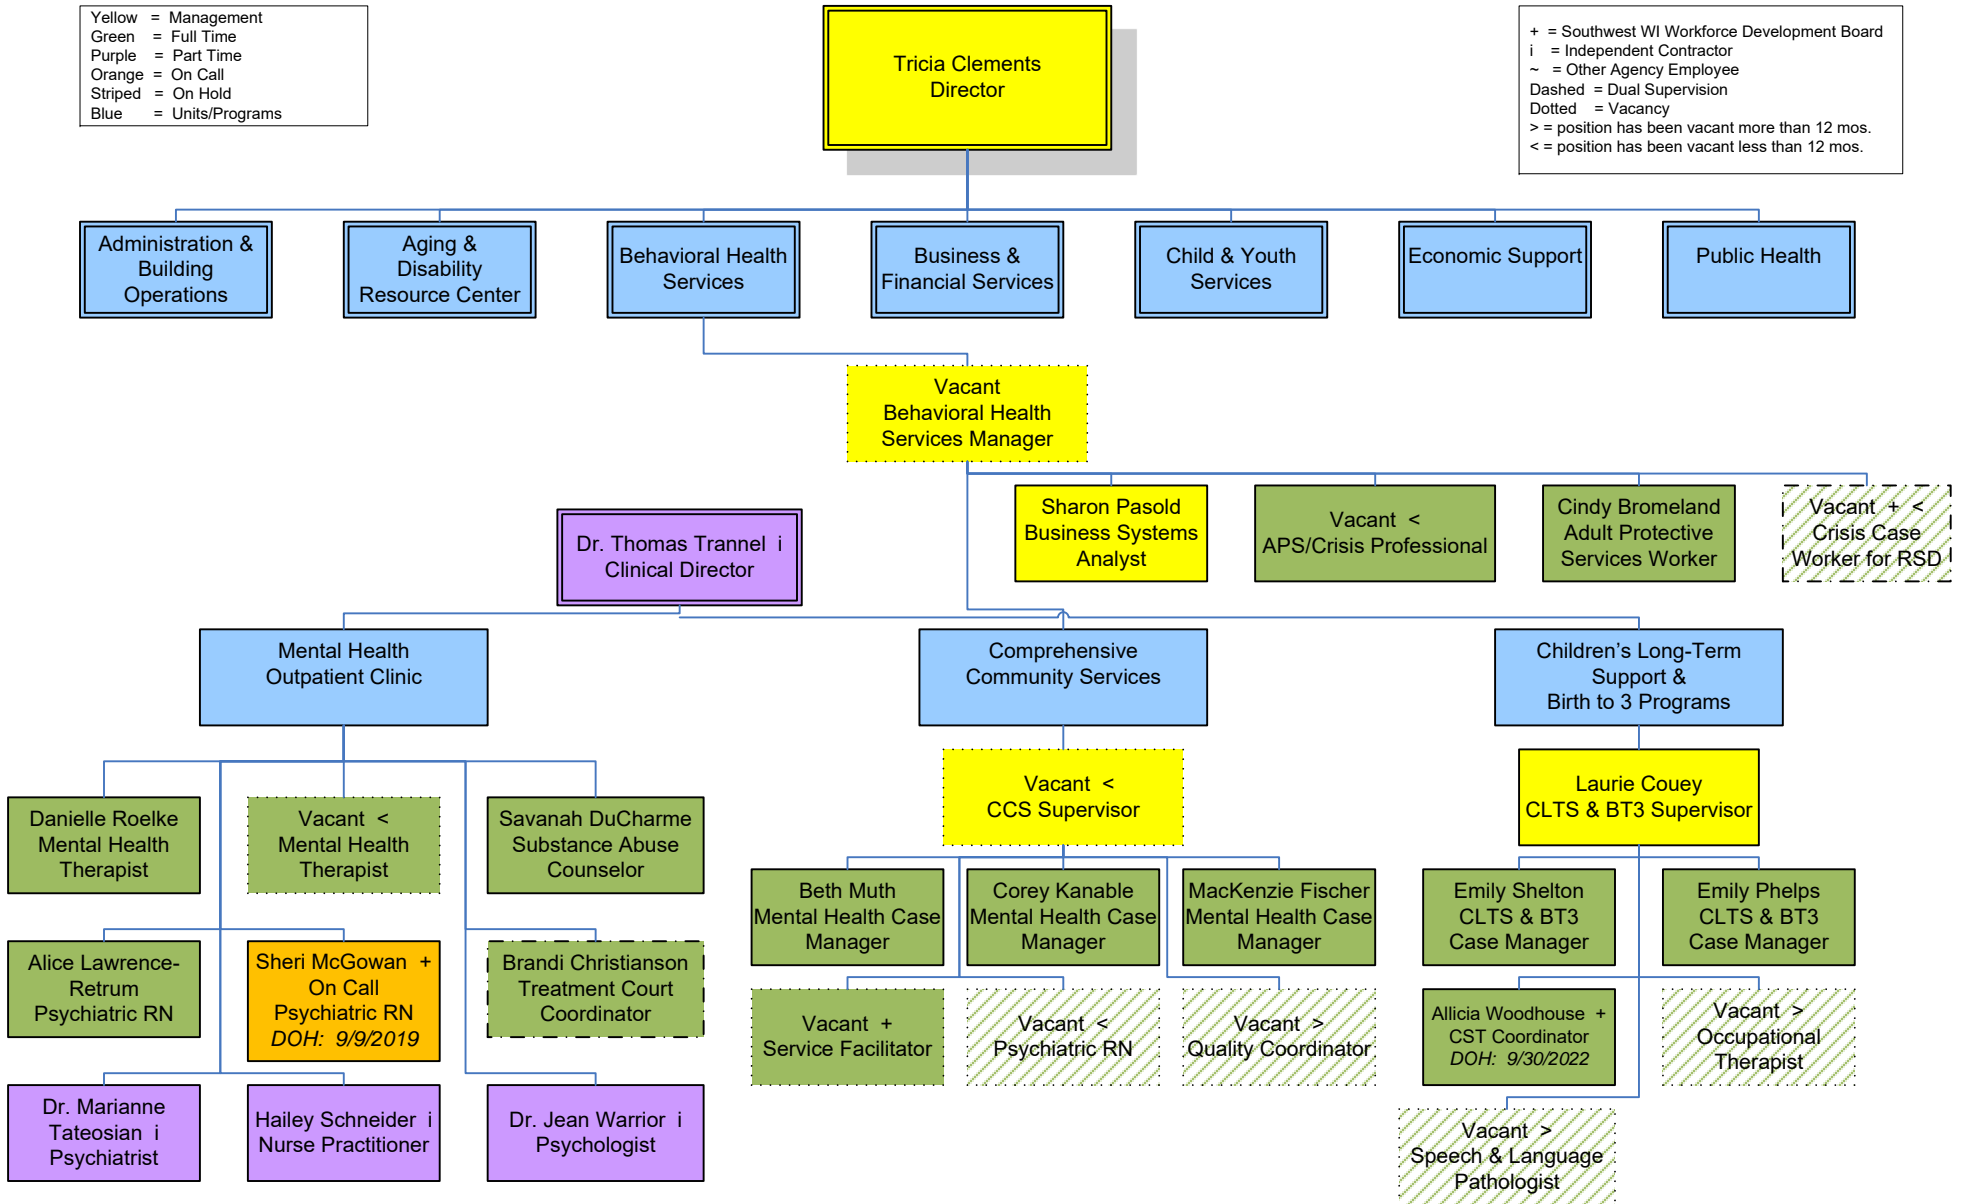 Yellow = Management
Green = Full Time
Purple = Part Time
Orange = On Call
Striped = On Hold
Blue = Units/Programs
Tricia Clements
Director
+ = Southwest WI Workforce Development Board
i = Independent Contractor
~ = Other Agency Employee
Dashed = Dual Supervision
Dotted = Vacancy
> = position has been vacant more than 12 mos.
< = position has been vacant less than 12 mos.
Administration &
Building
Operations
Aging &
Disability
Resource Center
Behavioral Health
Services
Business &
Financial Services
Child & Youth
Services
Economic Support
Public Health
Vacant
Behavioral Health
Services Manager
Sharon Pasold
Business Systems
Analyst
Vacant <
APS/Crisis Professional
Cindy Bromeland
Adult Protective
Services Worker
Vacant + <
Crisis Case
Worker for RSD
Dr. Thomas Trannel i
Clinical Director
Mental Health
Outpatient Clinic
Comprehensive
Community Services
Children’s Long-Term
Support &
Birth to 3 Programs
Danielle Roelke
Mental Health
Therapist
Vacant <
Mental Health
Therapist
Savanah DuCharme
Substance Abuse
Counselor
Vacant <
CCS Supervisor
Laurie Couey
CLTS & BT3 Supervisor
Beth Muth
Mental Health Case
Manager
Corey Kanable
Mental Health Case
Manager
MacKenzie Fischer
Mental Health Case
Manager
Emily Shelton
CLTS & BT3
Case Manager
Emily Phelps
CLTS & BT3
Case Manager
Alice Lawrence-
Retrum
Psychiatric RN
Sheri McGowan +
On Call
Psychiatric RN
DOH: 9/9/2019
Brandi Christianson
Treatment Court
Coordinator
Vacant +
Service Facilitator
Vacant <
Psychiatric RN
Vacant >
Quality Coordinator
Allicia Woodhouse +
CST Coordinator
DOH: 9/30/2022
Vacant >
Occupational
Therapist
Dr. Marianne
Tateosian i
Psychiatrist
Hailey Schneider i
Nurse Practitioner
Dr. Jean Warrior i
Psychologist
Vacant >
Speech & Language
Pathologist